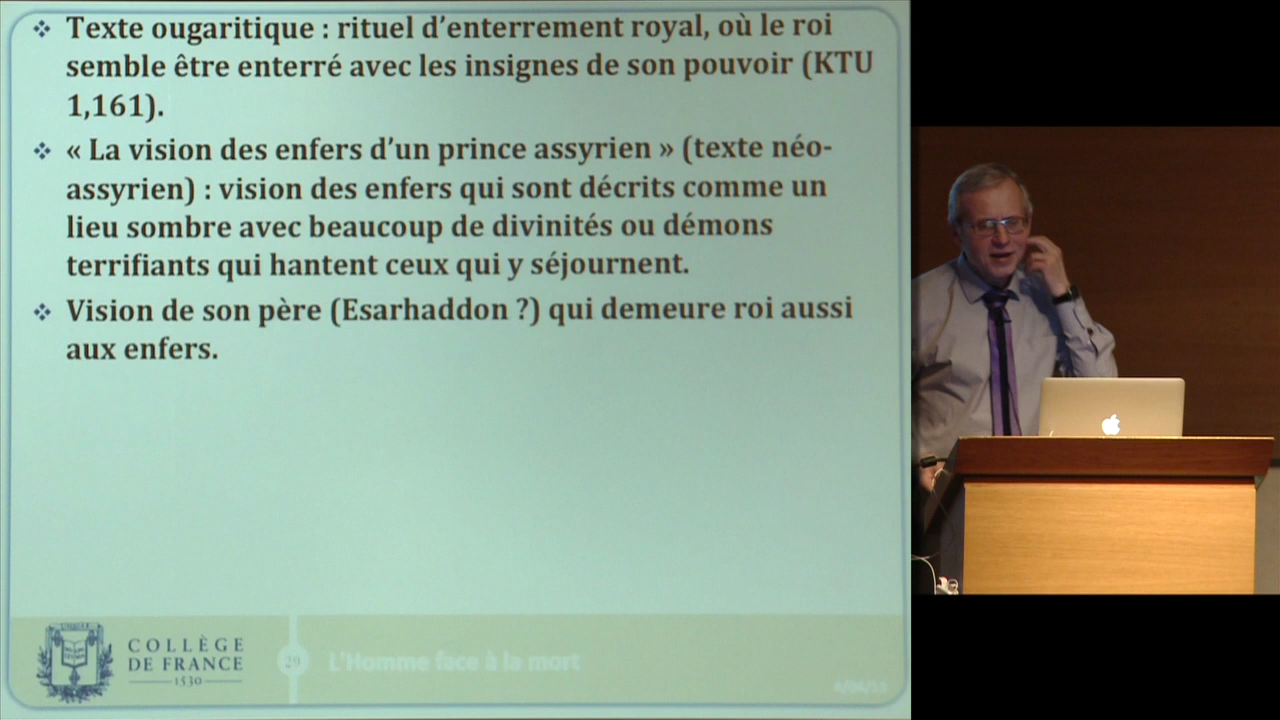 Texte ougaritique : rituel d’enterrement royal, où le roi
semble être enterré avec les insignes de son pouvoir (KTU
1,161).
« La vision des enfers d’un prince assyrien » (texte néo-
assyrien) : vision des enfers qui sont décrits comme un
lieu sombre avec beaucoup de divinités ou démons
terrifiants qui hantent ceux qui y séjournent.
Vision de son père (Esarhaddon ?) qui demeure roi aussi
aux enfers.
COLLÈGE
DE FRANCE
1530
L’Homme face à la mort